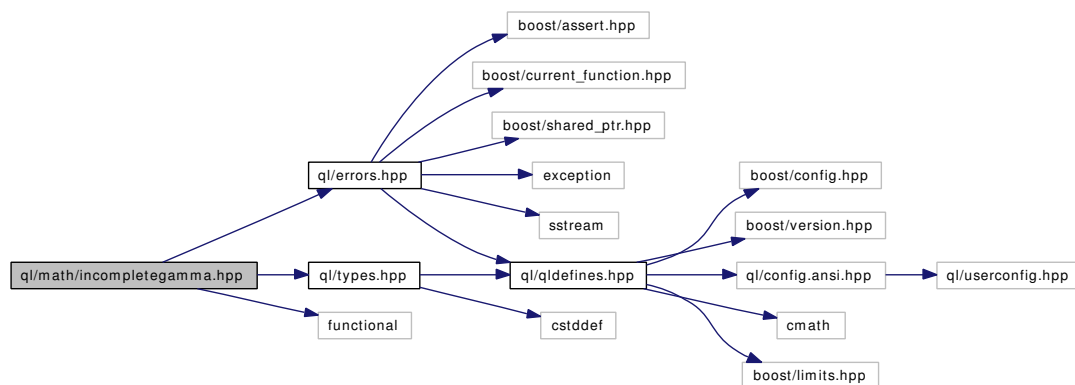 boost/assert.hpp
boost/current_function.hpp
boost/shared_ptr.hpp
ql/errors.hpp
exception
boost/config.hpp
sstream
boost/version.hpp
ql/math/incompletegamma.hpp
ql/types.hpp
ql/qldefines.hpp
ql/config.ansi.hpp
ql/userconfig.hpp
functional
cstddef
cmath
boost/limits.hpp